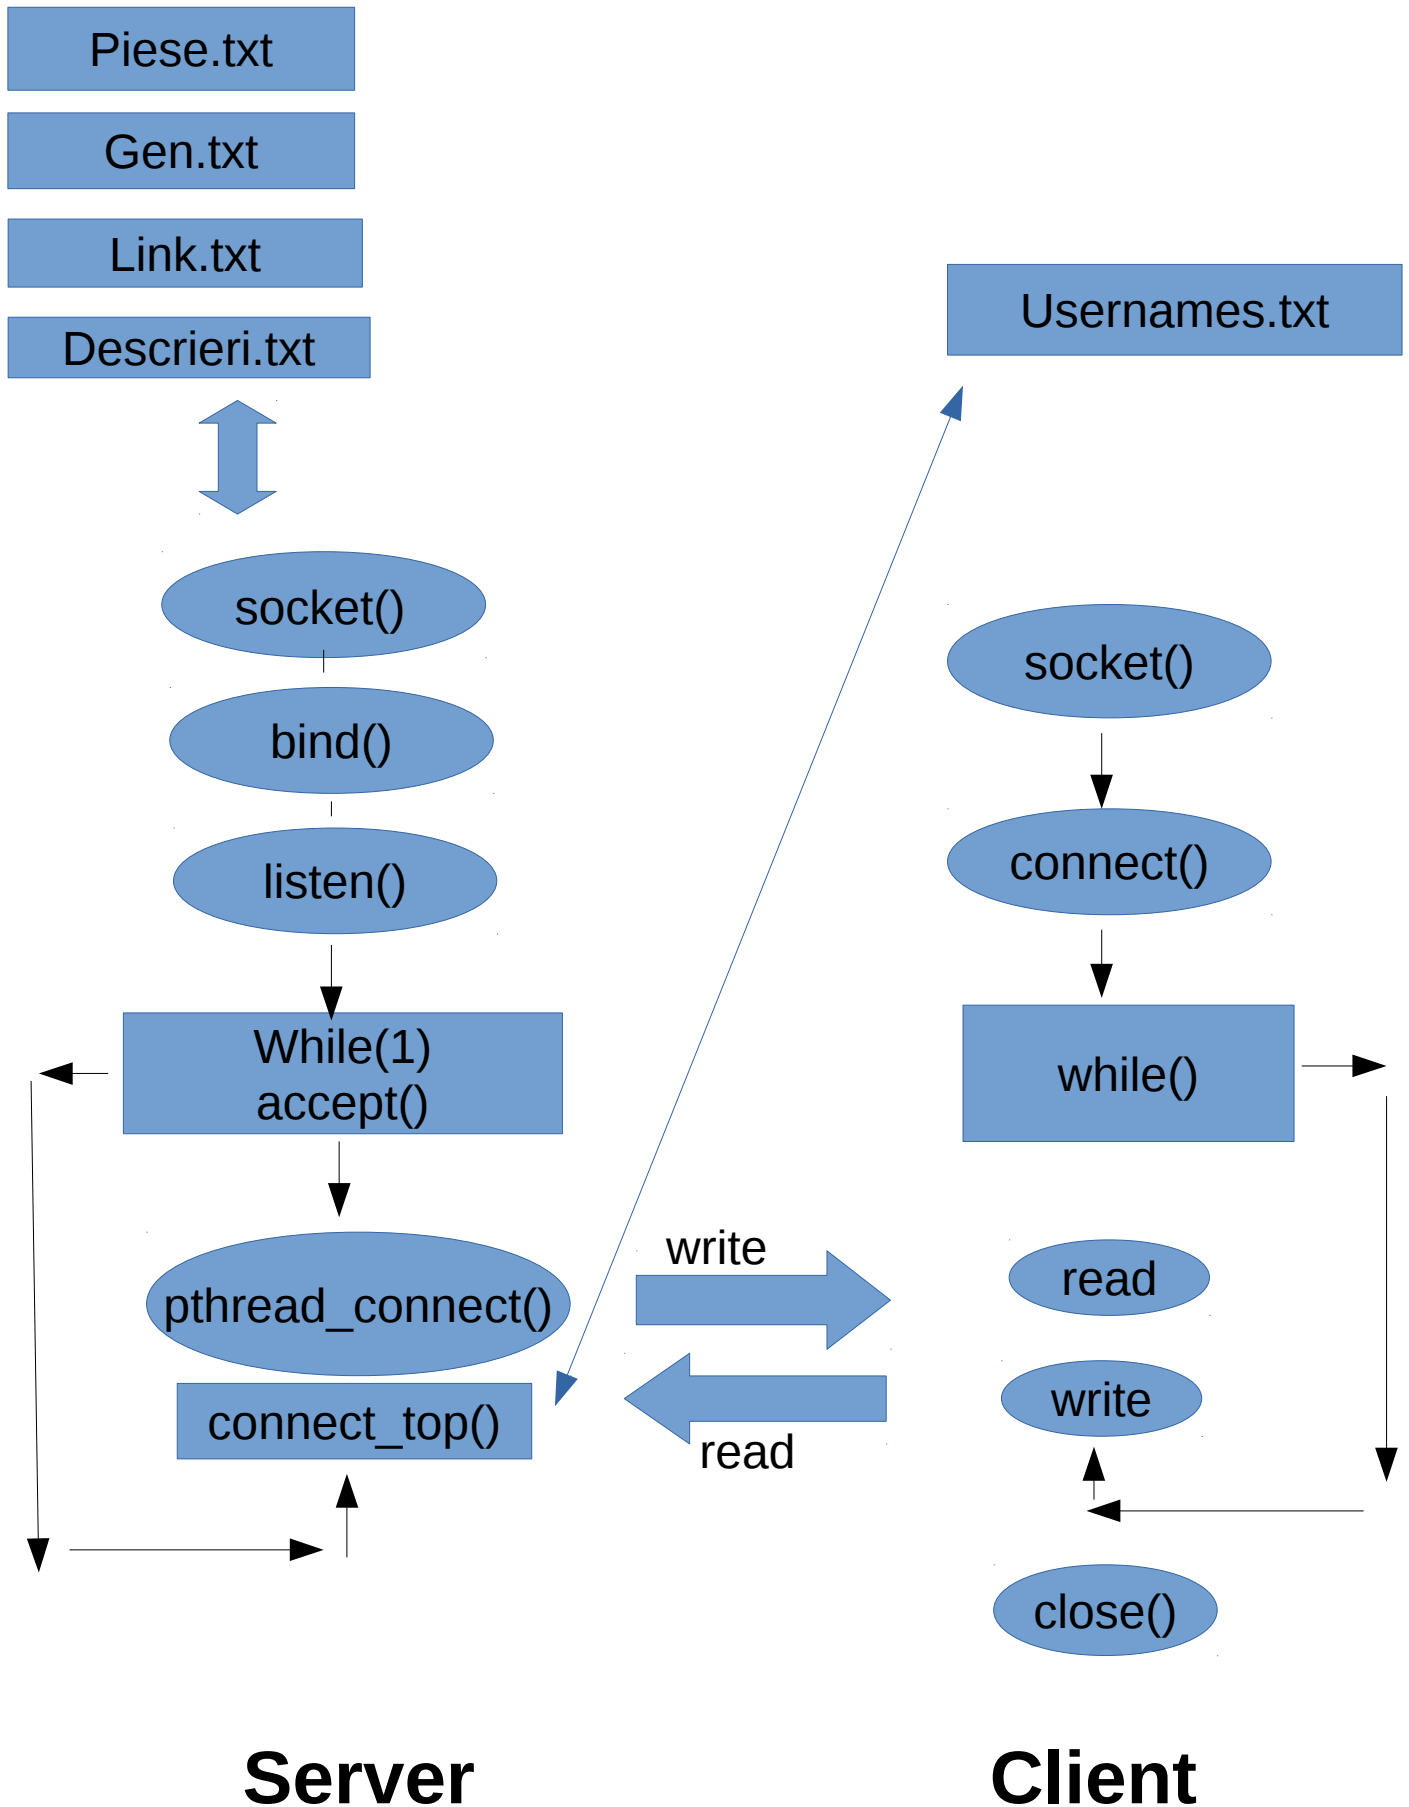 Piese.txt
Gen.txt
Link.txt
Descrieri.txt
Usernames.txt
socket()
bind()
listen()
While(1)
accept()
pthread_connect()
connect_top()
write
read
socket()
connect()
while()
read
write
close()
Server
Client